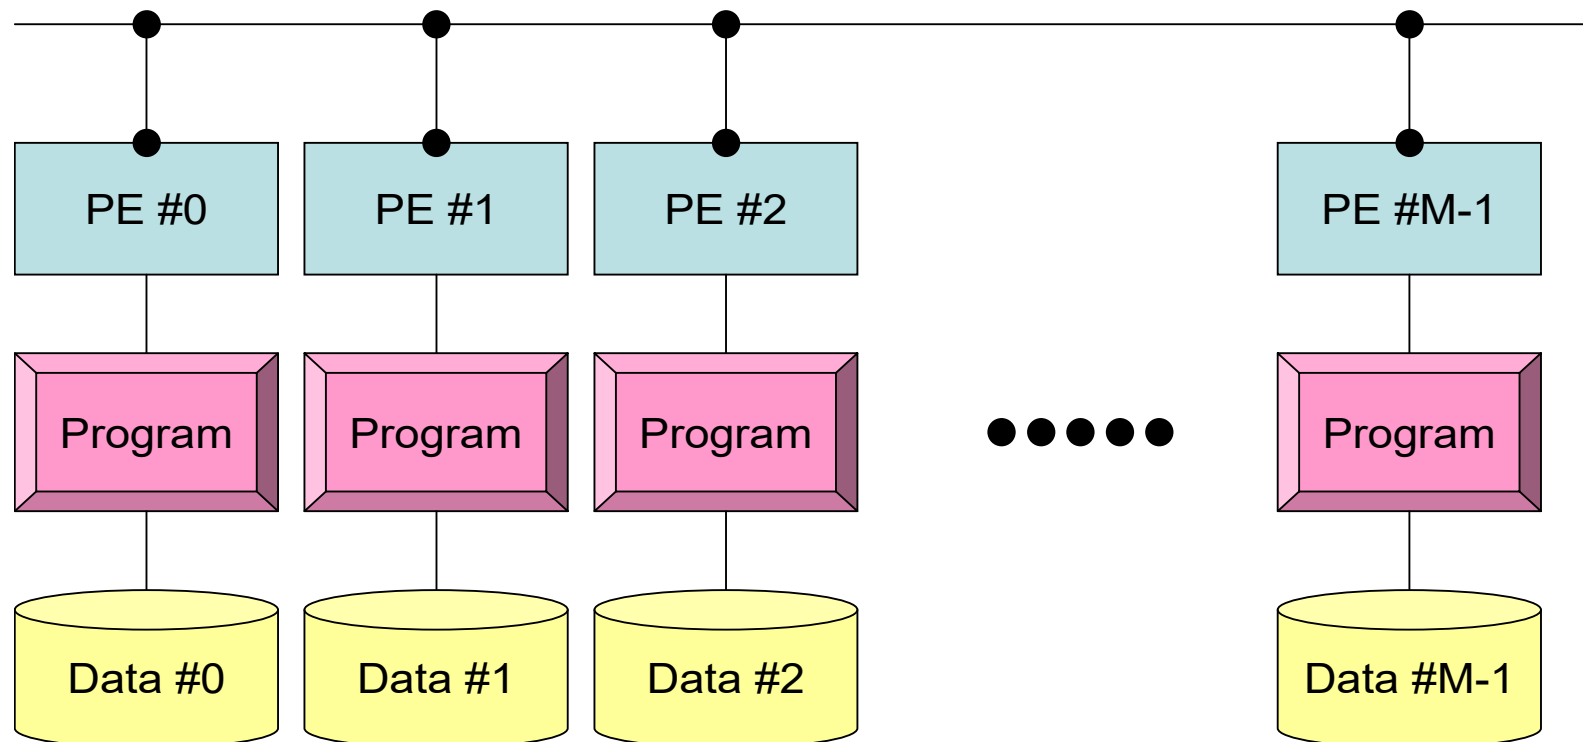 PE #0
PE #1
PE #2
PE #M-1
Program
Program
Program
Program
Data #0
Data #1
Data #2
Data #M-1